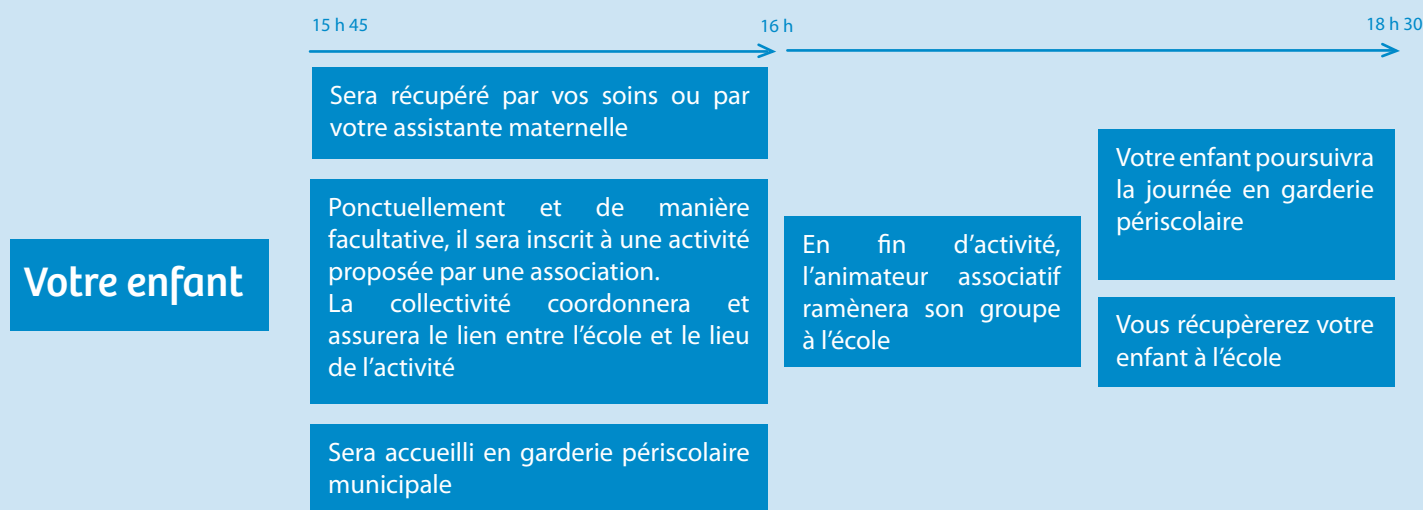 15 h 45
16 h
18 h 30
Votre enfant
Sera récupéré par vos soins ou par
votre assistante maternelle
Ponctuellement et de manière
facultative, il sera inscrit à une activité
proposée par une association.
La collectivité coordonnera et
assurera le lien entre l’école et le lieu
de l’activité
Sera accueilli en garderie périscolaire
municipale
En fin d’activité,
l’animateur associatif
ramènera son groupe
à l’école
Votre enfant poursuivra
la journée en garderie
périscolaire
Vous récupèrerez votre
enfant à l’école